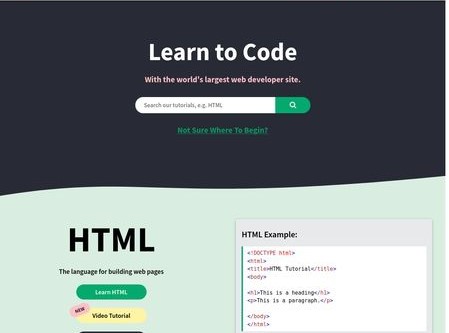 Learn to Code
With the world's largest web developer site.
Search our tutorials, e.g. HTML
Not Sure Where To Begin?
HTML
The language for building web pages
Learn HTML
NEW
Video Tutorial
HTML Example:
<!DOCTYPE html>
<html>
<title>HTML Tutorial</title>
<body>
<h1>This is a heading</h1>
<p>This is a paragraph.</p>
</body>
</html>